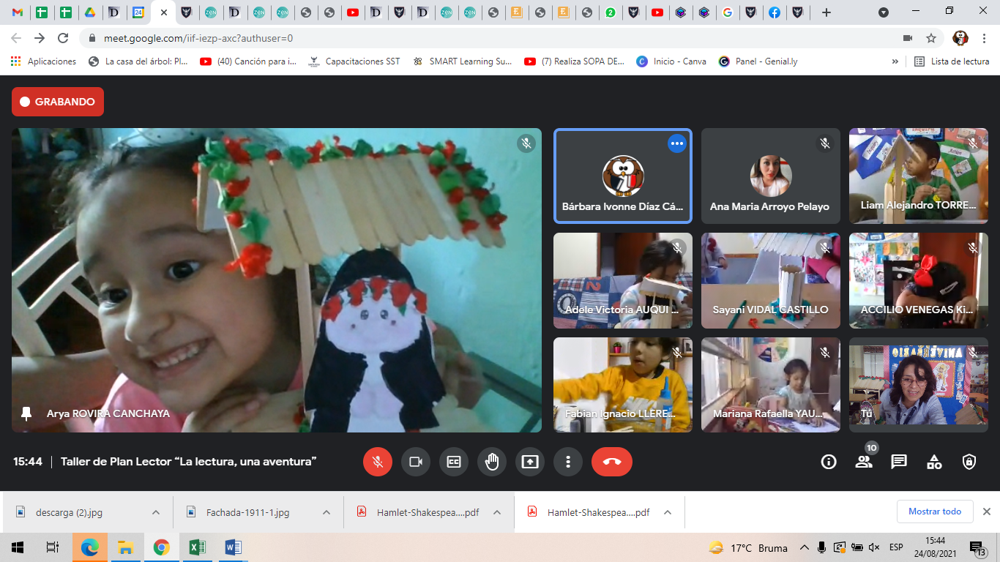 meet.google.com/iif-iezp-axc?authuser=0
Aplicaciones
La casa del árbol: Pl...
(40) Canción para i...
Capacitaciones SST
SMART Learning Su...
(7) Realiza SOPA DE...
Inicio - Canva
Panel - Genial.ly
»
Lista de lectura
GRABANDO
Bárbara Ivonne Díaz Cá...
Ana Maria Arroyo Pelayo
Liam Alejandro TORRE...
Adele Victoria AUQUI ...
Sayani VIDAL CASTILLO
ACCILIO VENEGAS Ki...
Arya ROVIRA CANCHAYA
Fabian Ignacio LLERE...
Mariana Rafaella YAU...
Tú
15:44 | Taller de Plan Lector “La lectura, una aventura”
10
descarga (2).jpg
Fachada-1911-1.jpg
Hamlet-Shakespea....pdf
Hamlet-Shakespea....pdf
Mostrar todo
17°C Bruma
ESP
15:44
24/08/2021
13